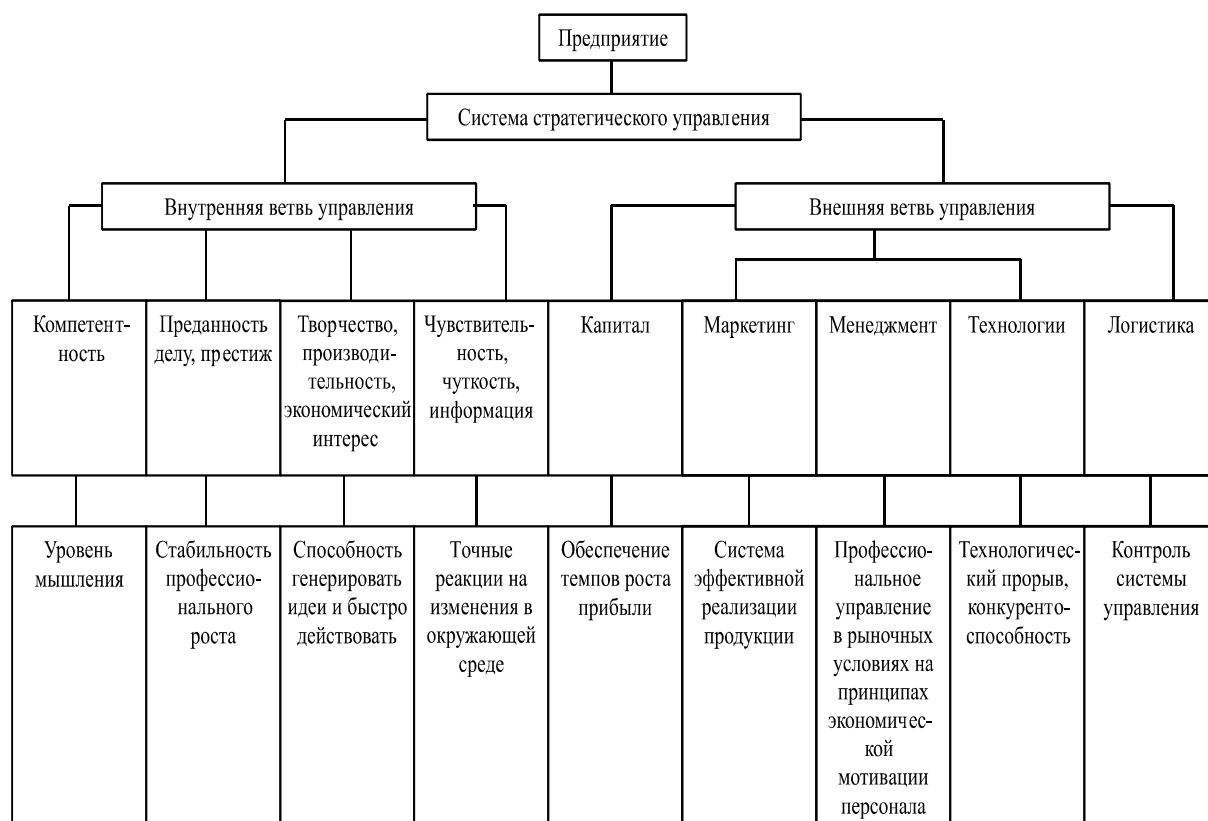 Предприятие
Система стратегического управления
Внутренняя ветвь управления
Внешняя ветвь управления
Компетент-
ность
Преданность
делу, престиж
Творчество,
производи-
тельность,
экономический
интерес
Чувствитель-
ность,
чуткость,
информация
Капитал
Маркетинг
Менеджмент
Технологии
Логистика
Уровень
мышления
Стабильность
профессио-
нального
роста
Способность
генерировать
идеи и быстро
действовать
Точные
реакции на
изменения в
окружающей
среде
Обеспечение
темпов роста
прибыли
Система
эффективной
реализации
продукции
Профессио-
нальное
управление
в рыночных
условиях на
принципах
экономичес-
кой
мотивации
персонала
Технологичес-
кий прорыв,
конкуренто-
способность
Контроль
системы
управления